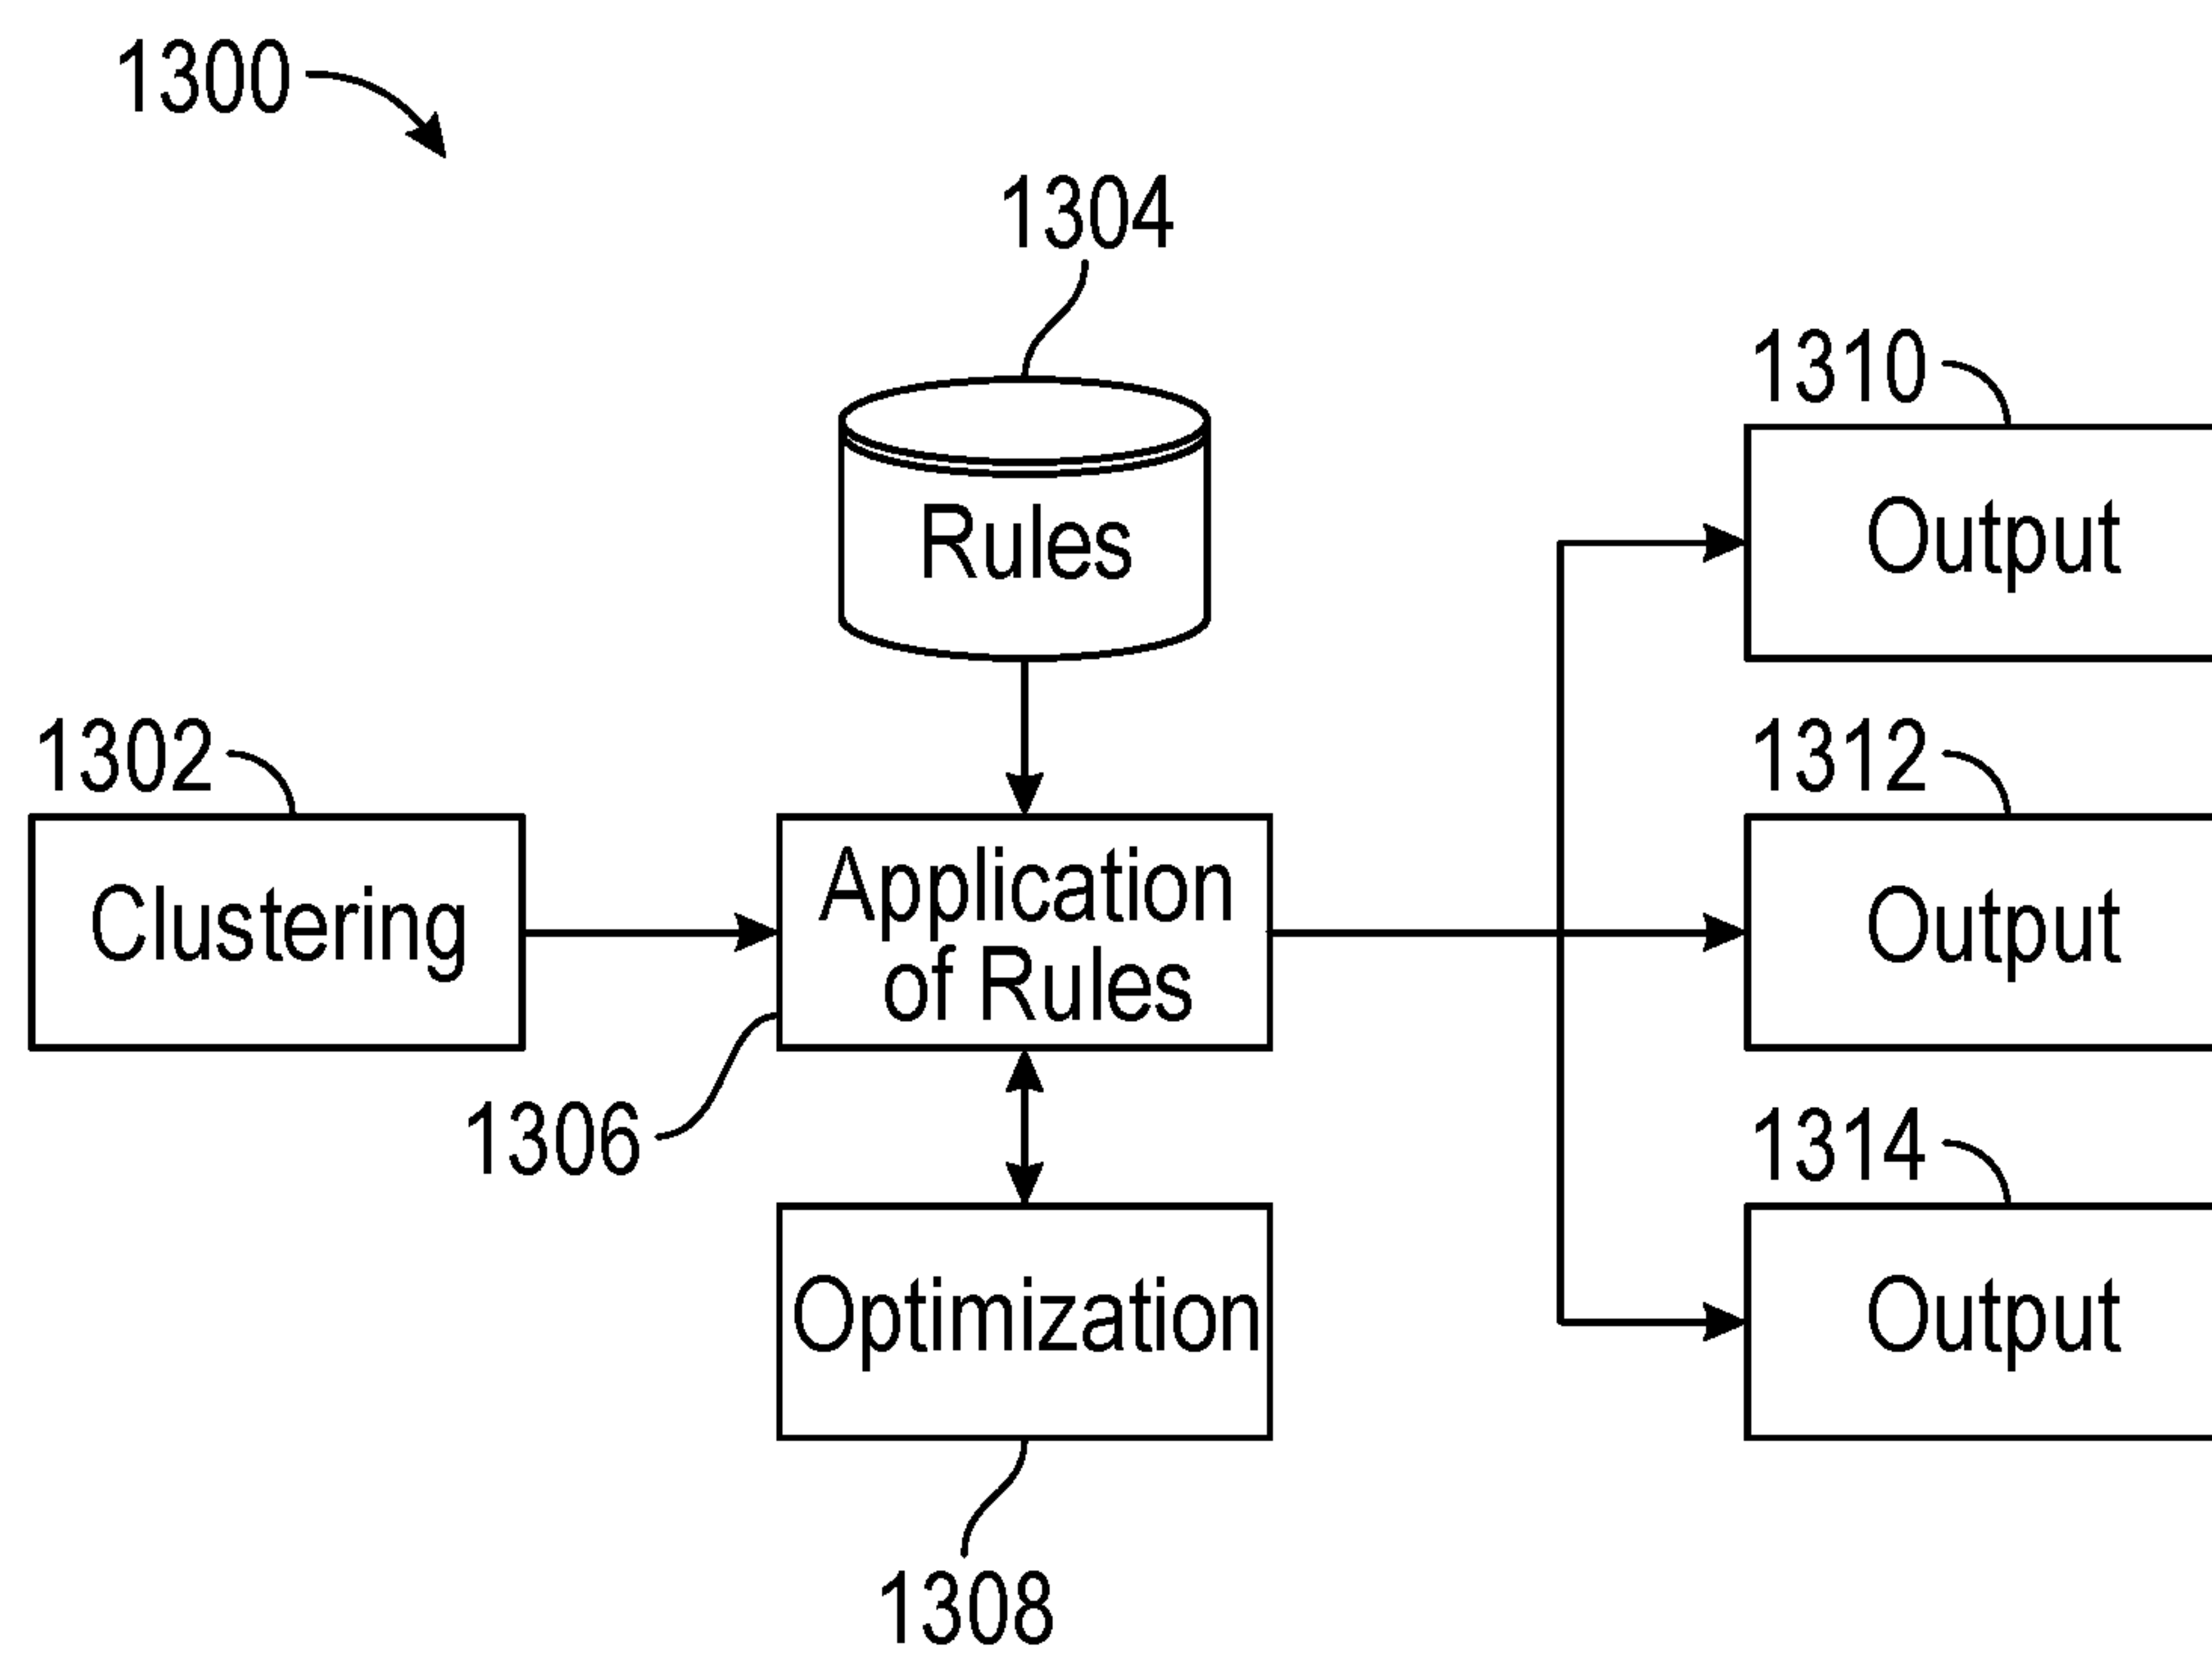 1300
1304
Rules
1310
Output
1302
Clustering
Application
of Rules
1312
Output
1306
Optimization
1308
1314
Output